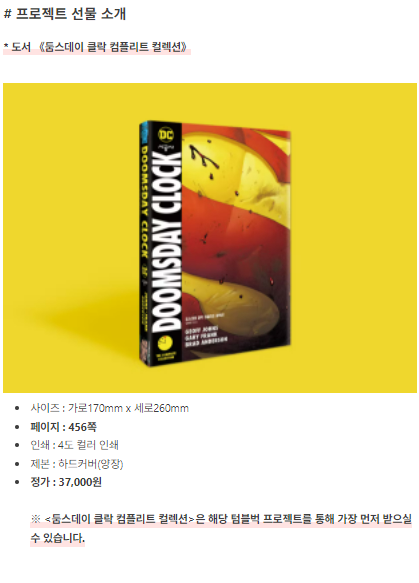 # 프로젝트 선물 소개
* 도서 《둠스데이 클락 컴플리트 컬렉션》
DC
DOOMSDAY CLOCK
DOOMSDAY CLOCK
GEOFF JOHNS
GARY FRANK
BRAD ANDERSON
• 사이즈 : 가로170mm x 세로260mm
• 페이지 : 456쪽
• 인쇄 : 4도 컬러 인쇄
• 제본 : 하드커버(양장)
• 정가 : 37,000원
※ <둠스데이 클락 컴플리트 컬렉션>은 해당 텀블벅 프로젝트를 통해 가장 먼저 받으실
수 있습니다.